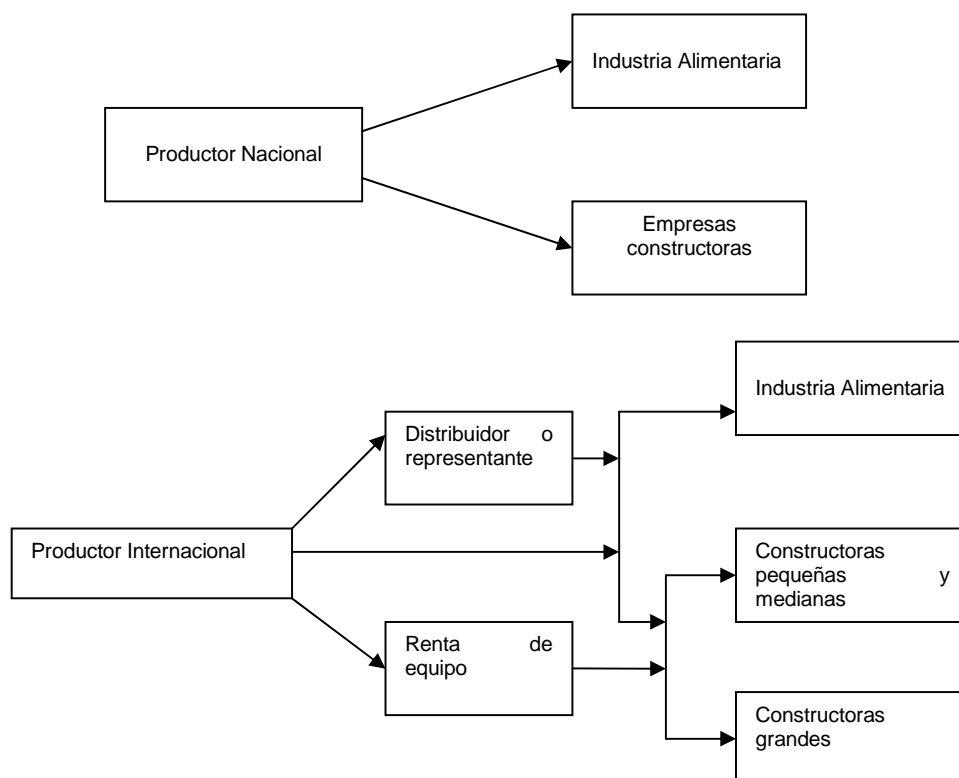 Industria Alimentaria
Productor Nacional
Empresas
constructoras
Industria Alimentaria
Distribuidor o
representante
Productor Internacional
Constructoras
pequeñas y
medianas
Renta de
equipo
Constructoras
grandes